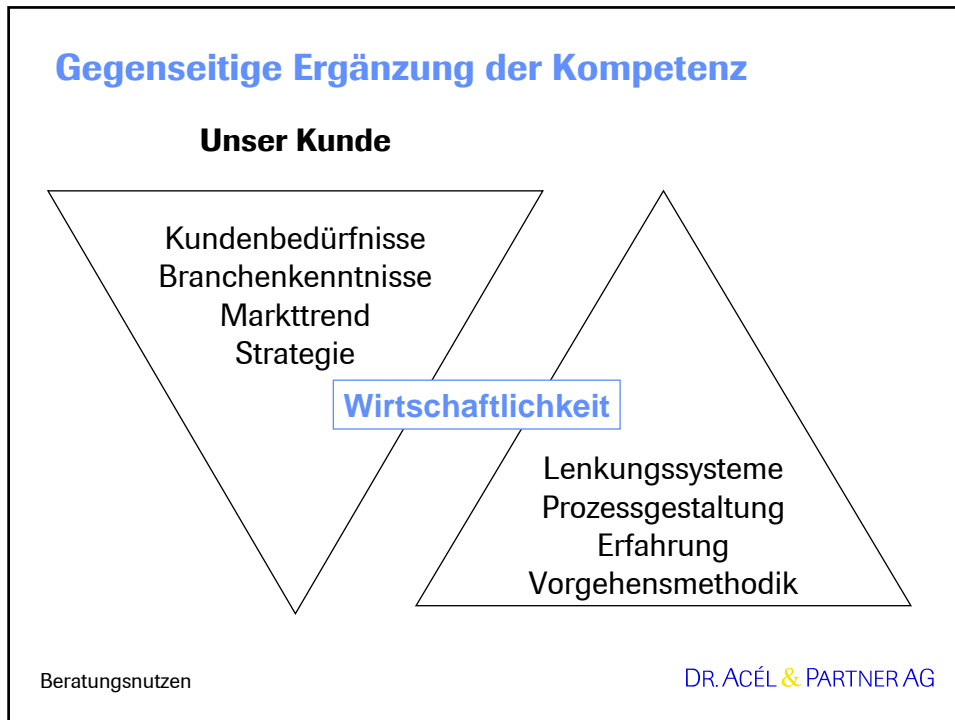 Gegenseitige Ergänzung der Kompetenz
Unser Kunde
Kundenbedürfnisse
Branchenkenntnisse
Markttrend
Strategie
Wirtschaftlichkeit
Lenkungssysteme
Prozessgestaltung
Erfahrung
Vorgehensmethodik
Beratungsnutzen
DR. ACÉL & PARTNER AG